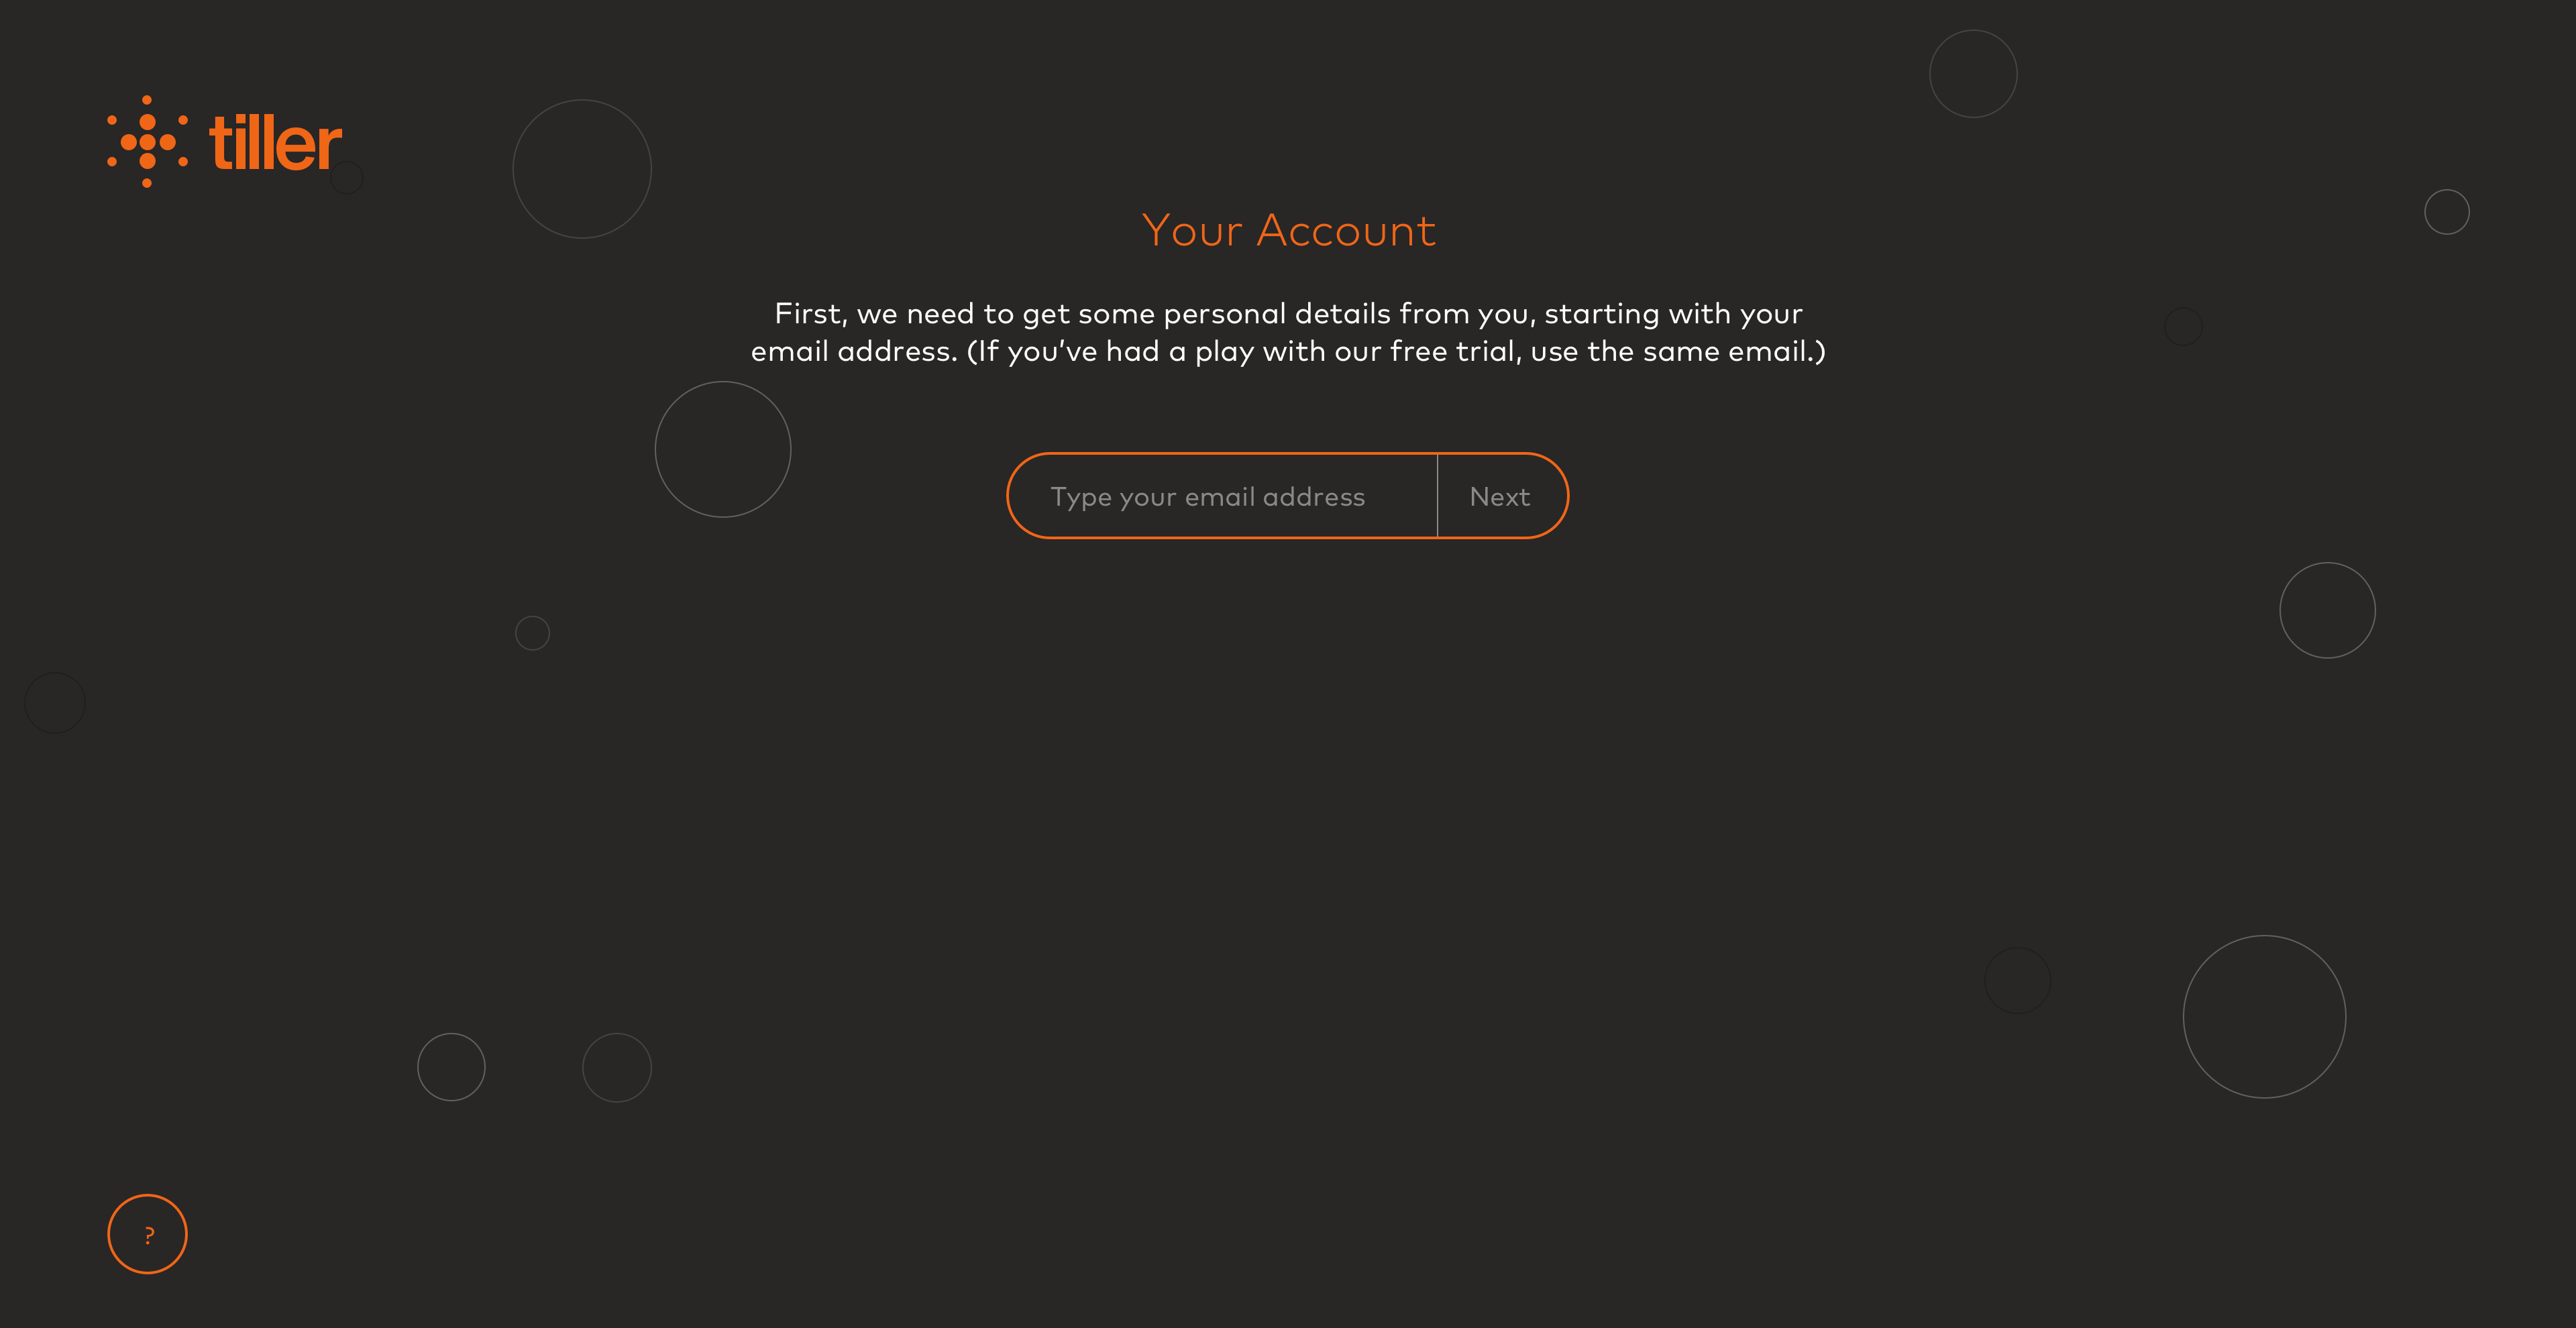 tiller
Your Account
First, we need to get some personal details from you, starting with your
email address. (If you’ve had a play with our free trial, use the same email.)
Type your email address
Next
?